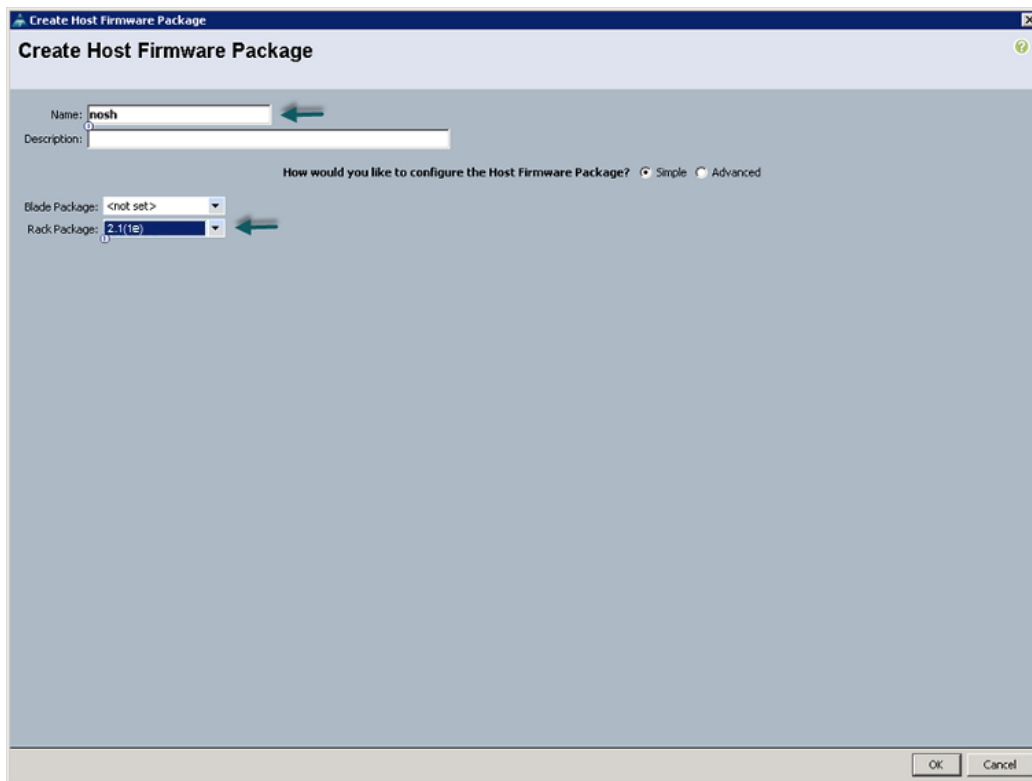 Create Host Firmware Package
Create Host Firmware Package
Name: nosh
Description:
How would you like to configure the Host Firmware Package? Simple Advanced
Blade Package: <not set>
Rack Package: 2.1(1e)
OK Cancel